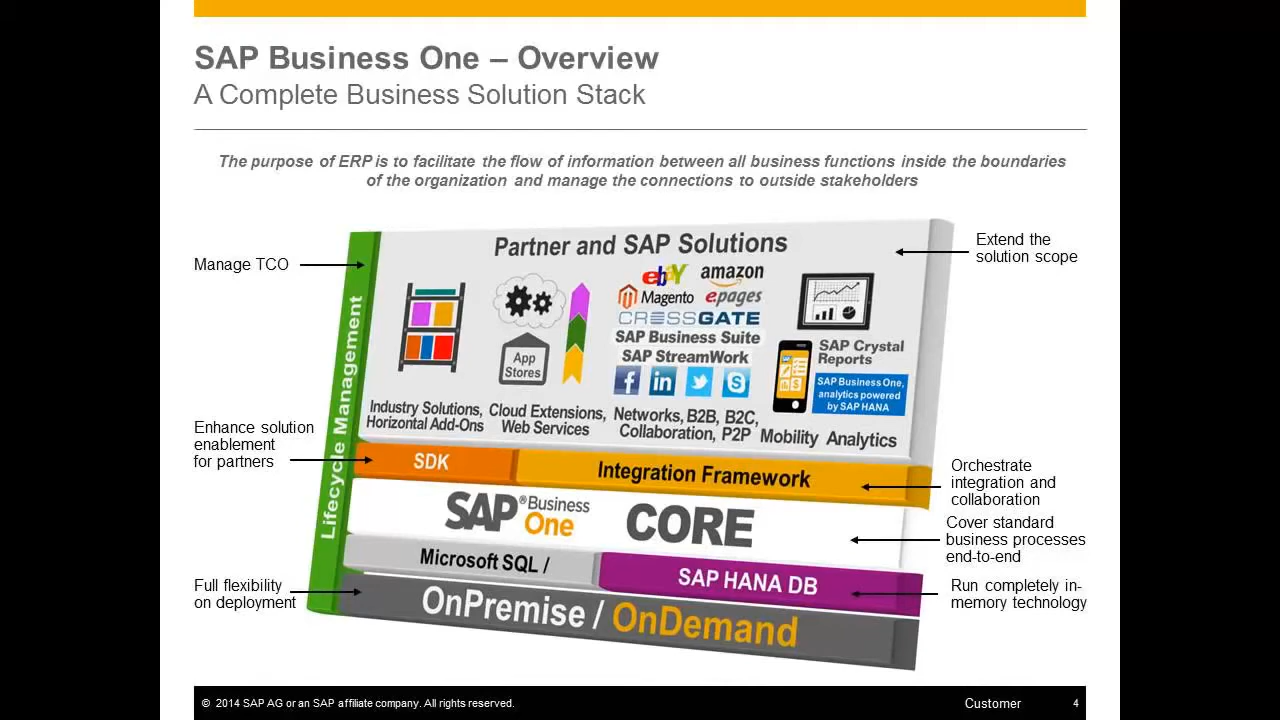 SAP Business One – Overview
A Complete Business Solution Stack
The purpose of ERP is to facilitate the flow of information between all business functions inside the boundaries
of the organization and manage the connections to outside stakeholders
Manage TCO
Enhance solution
enablement
for partners
Full flexibility
on deployment
Lifecycle Management
Partner and SAP Solutions
App
Stores
ebay
amazon
Magento
epages
CROSSGATE
SAP Business Suite
SAP StreamWork
f
in
S
SAP Crystal
Reports
SAP Business One,
analytics powered
by SAP HANA
Industry Solutions,
Horizontal Add-Ons
Cloud Extensions,
Web Services
Networks, B2B, B2C,
Collaboration, P2P
Mobility
Analytics
SDK
Integration Framework
SAP® Business
One
CORE
Microsoft SQL /
SAP HANA DB
OnPremise / OnDemand
Extend the
solution scope
Orchestrate
integration and
collaboration
Cover standard
business processes
end-to-end
Run completely in-
memory technology
© 2014 SAP AG or an SAP affiliate company. All rights reserved.
Customer
4